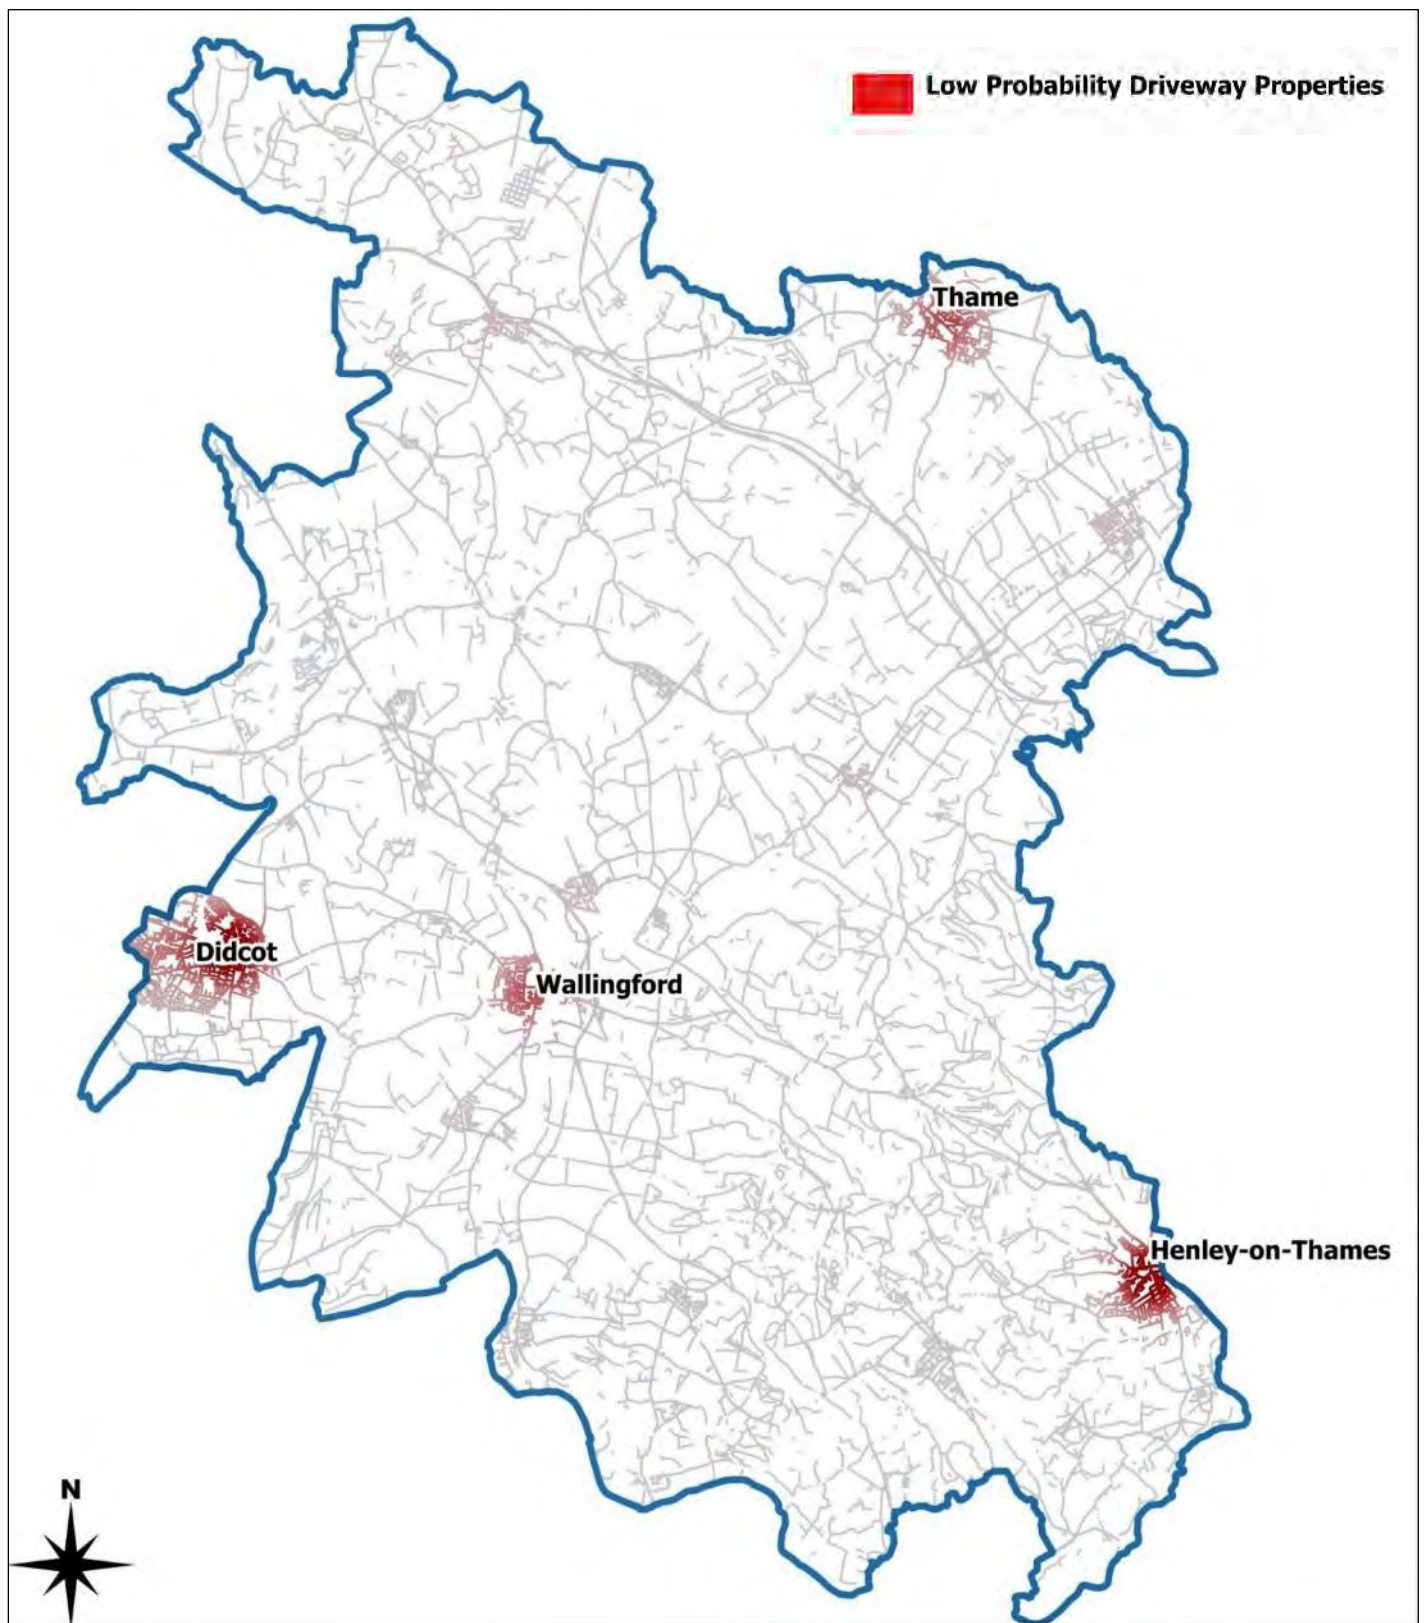 Low Probability Driveway Properties
Thame
Didcot
Wallingford
Henley-on-Thames
N